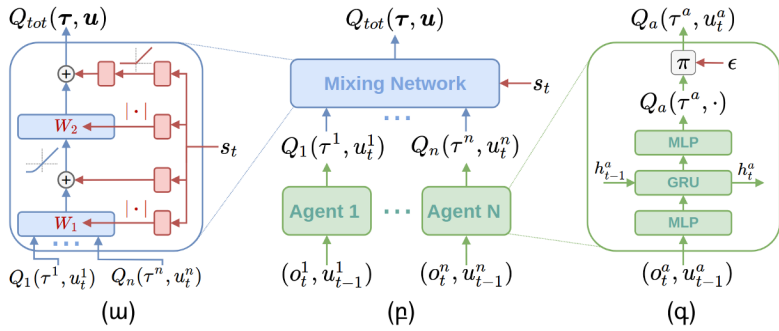 Q_{tot}(𝝉, 𝒖)
W_2
| · |
s_t
W_1
| · |
Q_1(τ^1, u_t^1)
Q_n(τ^n, u_t^n)
(ա)
Q_{tot}(𝝉, 𝒖)
Mixing Network
s_t
Q_1(τ^1, u_t^1)
...
Q_n(τ^n, u_t^n)
Agent 1
...
Agent N
(o_t^1, u_{t-1}^1)
(o_t^n, u_{t-1}^n)
(բ)
Q_a(τ^a, u_t^a)
π
ϵ
Q_a(τ^a, ·)
MLP
h_{t-1}^a
GRU
h_t^a
MLP
(o_t^a, u_{t-1}^a)
(գ)